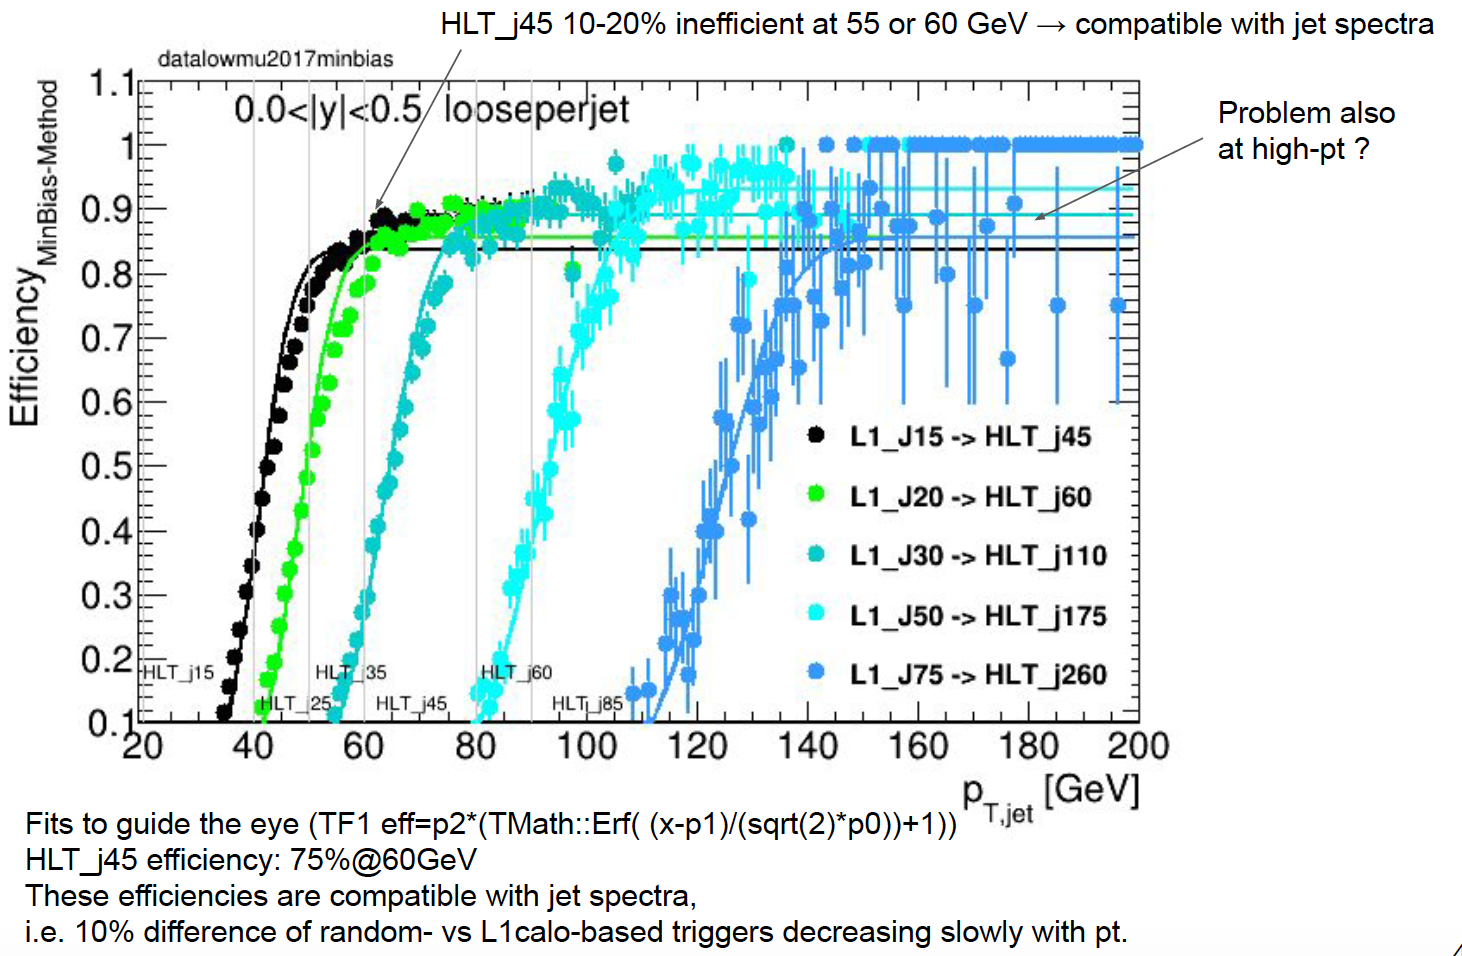 HLT_j45 10-20% inefficient at 55 or 60 GeV → compatible with jet spectra
datalowmu2017minbias
0.0<|y|<0.5 looseperjet
Problem also
at high-pt ?
Efficiency MinBias-Method
1.1
1
0.9
0.8
0.7
0.6
0.5
0.4
0.3
0.2
0.1
L1_J15 -> HLT_j45
L1_J20 -> HLT_j60
L1_J30 -> HLT_j110
L1_J50 -> HLT_j175
L1_J75 -> HLT_j260
HLT_j15 HLT_j35 HLT_j60
HLT_j25 HLT_j45 HLT_j85
20 40 60 80 100 120 140 160 180 200
pT,jet [GeV]
Fits to guide the eye (TF1 eff=p2*(TMath::Erf( (x-p1)/(sqrt(2)*p0))+1))
HLT_j45 efficiency: 75%@60GeV
These efficiencies are compatible with jet spectra,
i.e. 10% difference of random- vs L1calo-based triggers decreasing slowly with pt.